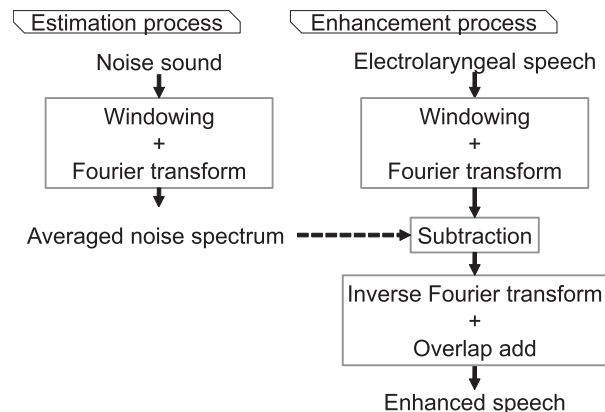 Estimation process
Noise sound
Windowing
+
Fourier transform
Averaged noise spectrum
Enhancement process
Electrolaryngeal speech
Windowing
+
Fourier transform
Subtraction
Inverse Fourier transform
+
Overlap add
Enhanced speech